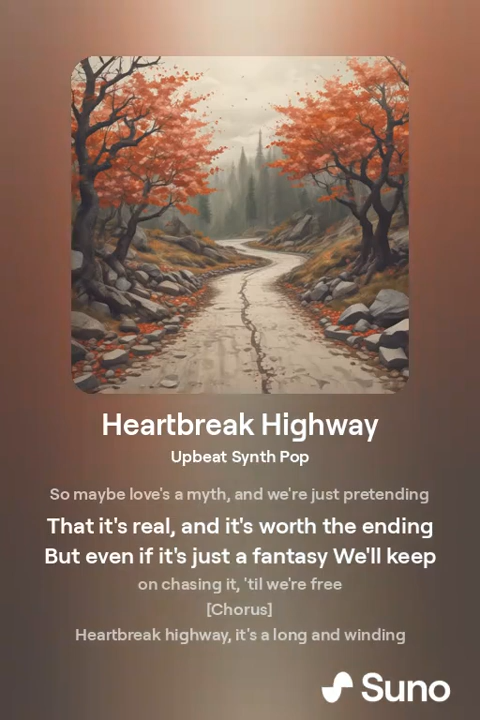 Heartbreak Highway
Upbeat Synth Pop
So maybe love's a myth, and we're just pretending
That it's real, and it's worth the ending
But even if it's just a fantasy We'll keep
on chasing it, 'til we're free
[Chorus]
Heartbreak highway, it's a long and winding
Suno